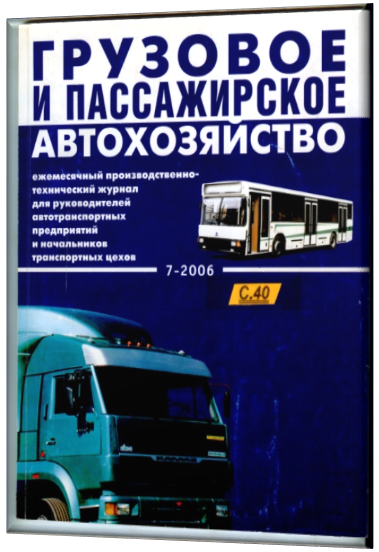 ГРУЗОВОЕ
И ПАССАЖИРСКОЕ
АВТОХОЗЯЙСТВО
ежемесячный производственно-
технический журнал
для руководителей
автотранспортных
предприятий
и начальников
транспортных цехов
7-2006
С.40